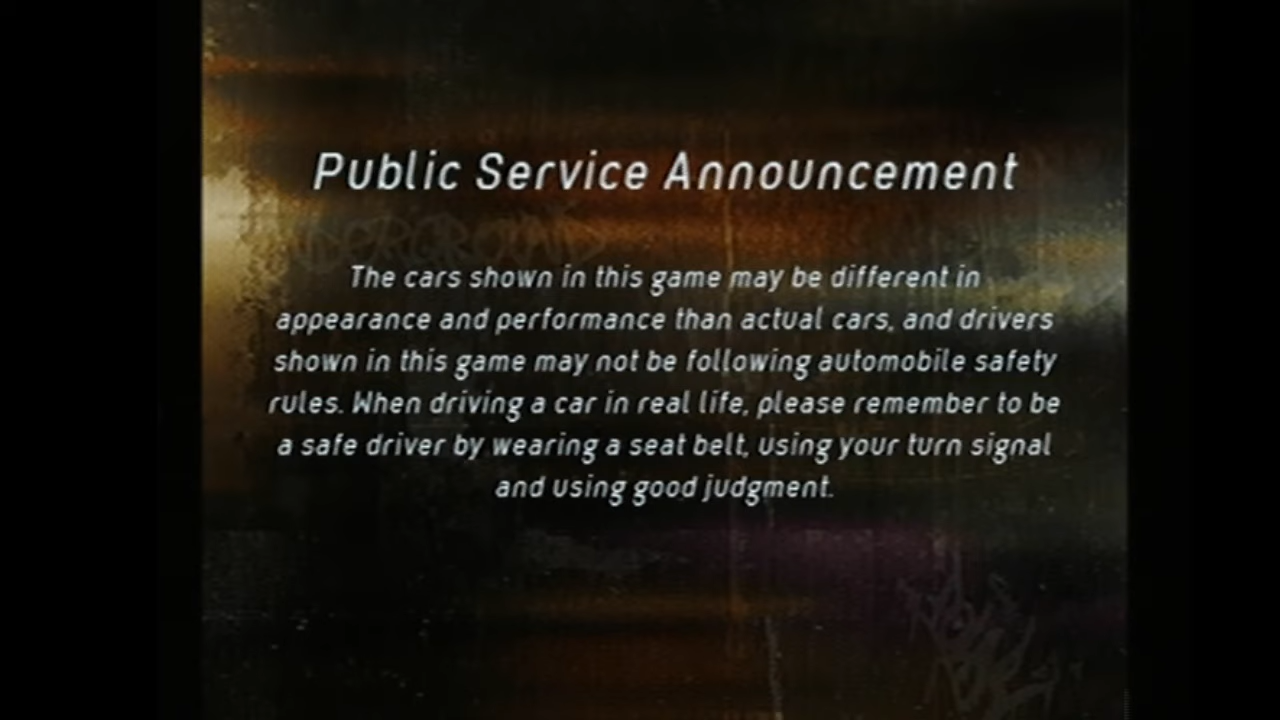 Public Service Announcement
UNDERGROUND
The cars shown in this game may be different in
appearance and performance than actual cars, and drivers
shown in this game may not be following automobile safety
rules. When driving a car in real life, please remember to be
a safe driver by wearing a seat belt, using your turn signal
and using good judgment.